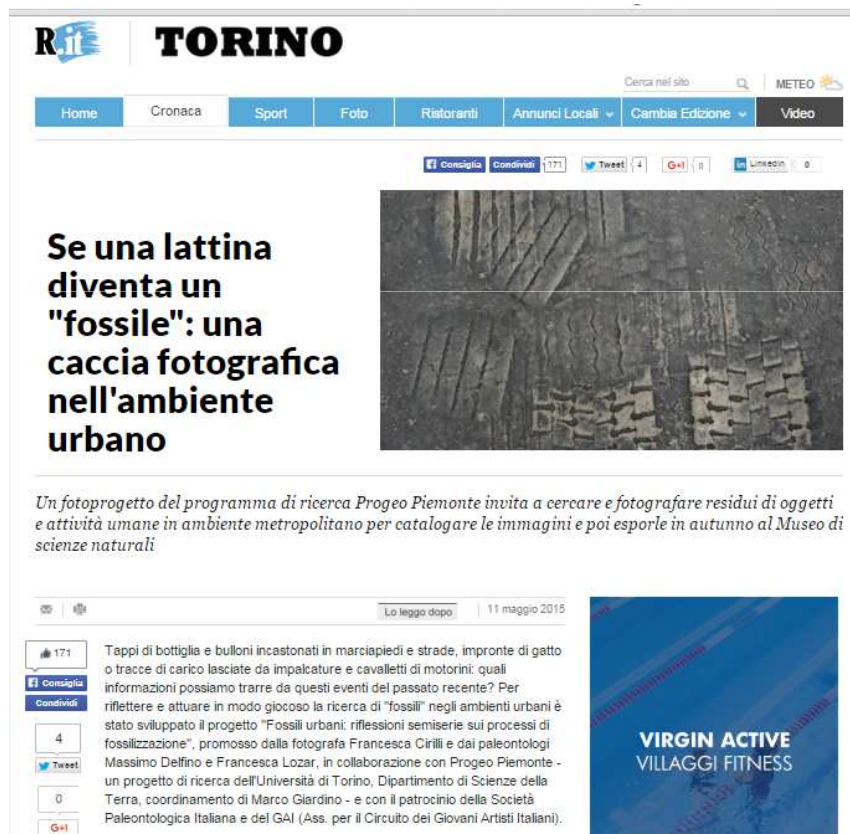 R.it TORINO
Cerca nel sito METEO
Home Cronaca Sport Foto Ristoranti Annunci Locali Cambia Edizione Video
Consiglia Condividi 171 Tweet 4 G+1 0 LinkedIn 0
Se una lattina
diventa un
"fossile": una
caccia fotografica
nell'ambiente
urbano
Un fotoprogetto del programma di ricerca Progeo Piemonte invita a cercare e fotografare residui di oggetti
e attività umane in ambiente metropolitano per catalogare le immagini e poi esporle in autunno al Museo di
scienze naturali
Lo leggo dopo 11 maggio 2015
171
Consiglia
Condividi
4
Tweet
0
G+1
Tappi di bottiglia e bulloni incastonati in marciapiedi e strade, impronte di gatto
o tracce di carico lasciate da impalcature e cavalletti di motorini: quali
informazioni possiamo trarre da questi eventi del passato recente? Per
riflettere e attuare in modo giocoso la ricerca di "fossili" negli ambienti urbani è
stato sviluppato il progetto "Fossili urbani: riflessioni semiserie sui processi di
fossilizzazione", promosso dalla fotografa Francesca Cirilli e dai paleontologi
Massimo Delfino e Francesca Lozar, in collaborazione con Progeo Piemonte -
un progetto di ricerca dell'Università di Torino, Dipartimento di Scienze della
Terra, coordinamento di Marco Giardino - e con il patrocinio della Società
Paleontologica Italiana e del GAI (Ass. per il Circuito dei Giovani Artisti Italiani).
VIRGIN ACTIVE
VILLAGGI FITNESS